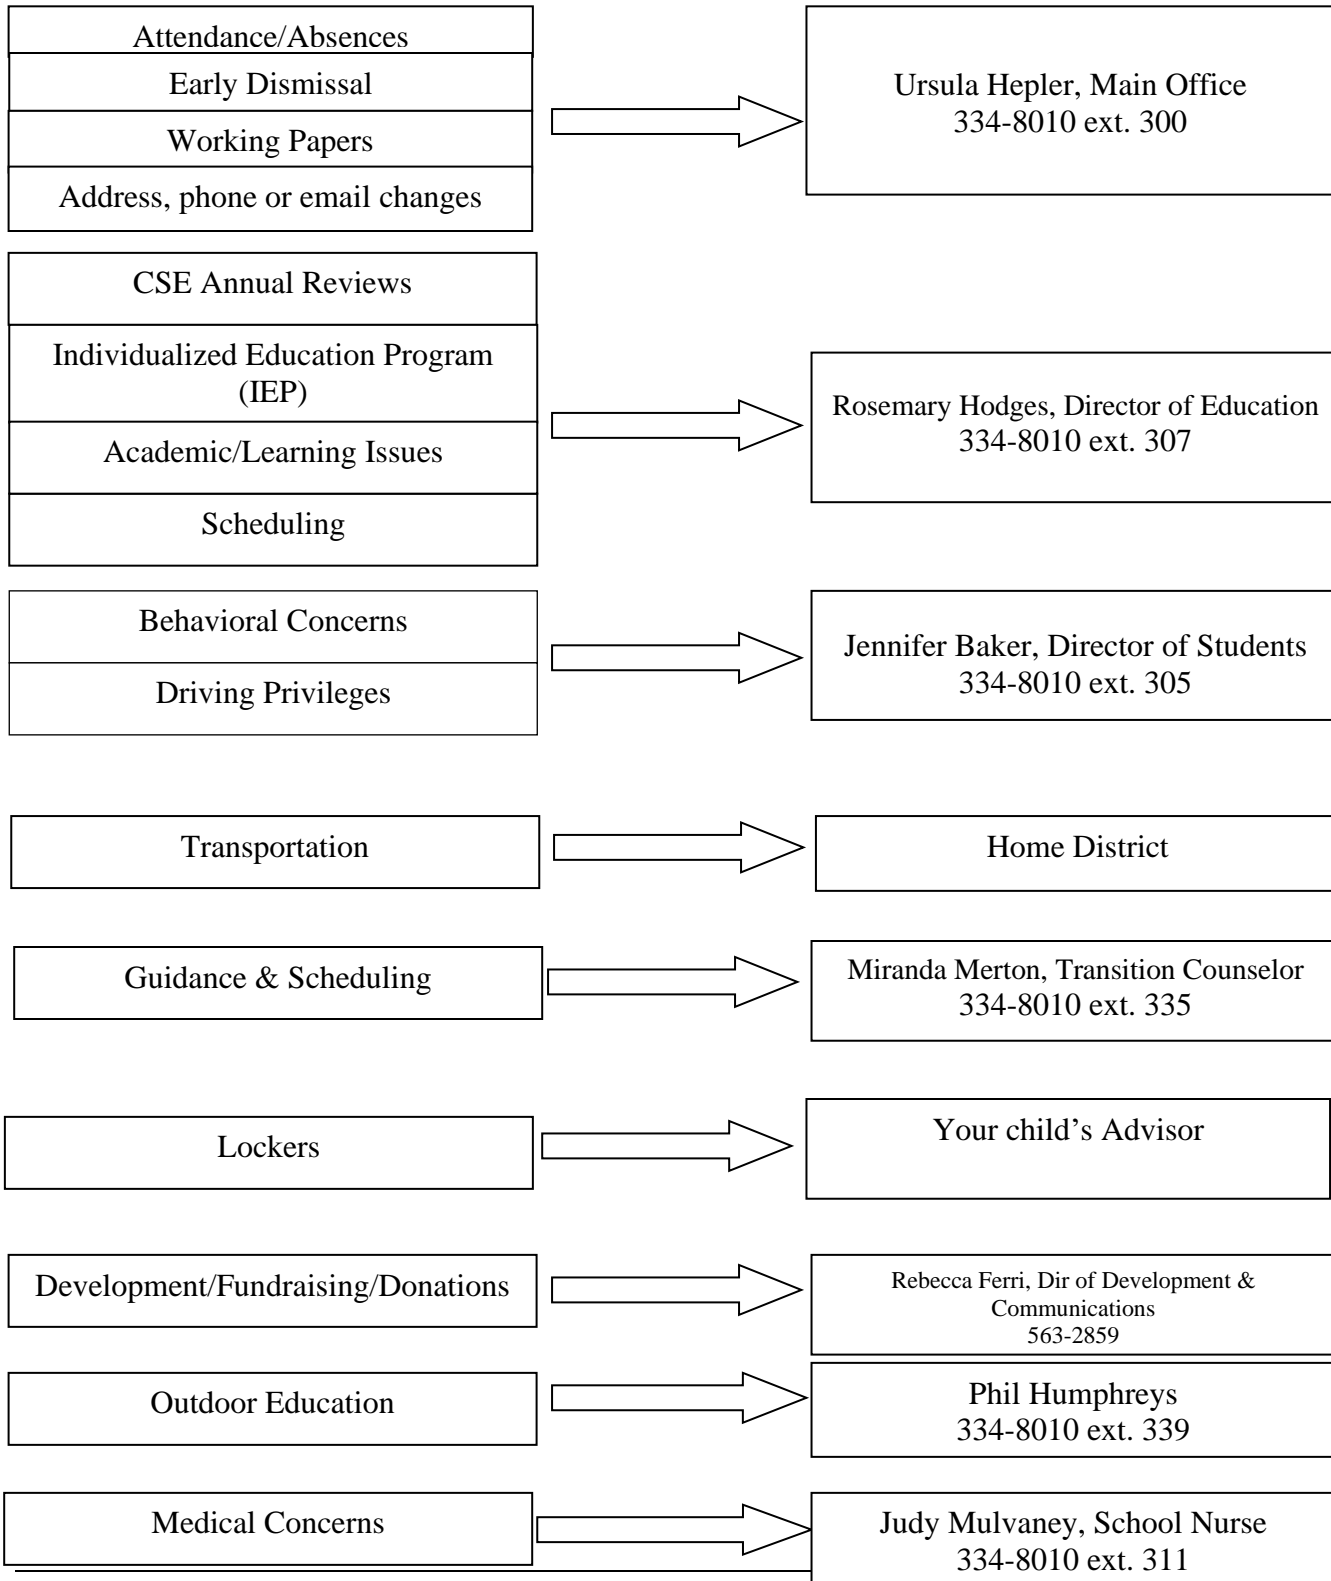 Attendance/Absences
Early Dismissal
Working Papers
Address, phone or email changes
Ursula Hepler, Main Office
334-8010 ext. 300
CSE Annual Reviews
Individualized Education Program
(IEP)
Academic/Learning Issues
Scheduling
Rosemary Hodges, Director of Education
334-8010 ext. 307
Behavioral Concerns
Driving Privileges
Jennifer Baker, Director of Students
334-8010 ext. 305
Transportation
Home District
Guidance & Scheduling
Miranda Merton, Transition Counselor
334-8010 ext. 335
Lockers
Your child’s Advisor
Development/Fundraising/Donations
Rebecca Ferri, Dir of Development &
Communications
563-2859
Outdoor Education
Phil Humphreys
334-8010 ext. 339
Medical Concerns
Judy Mulvaney, School Nurse
334-8010 ext. 311